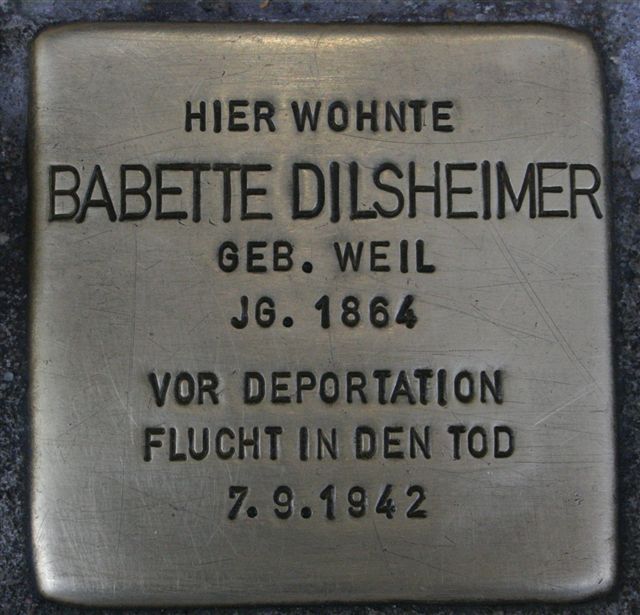 HIER WOHNTE
BABETTE DILSHEIMER
GEB. WEIL
JG. 1864
VOR DEPORTATION
FLUCHT IN DEN TOD
7.9.1942